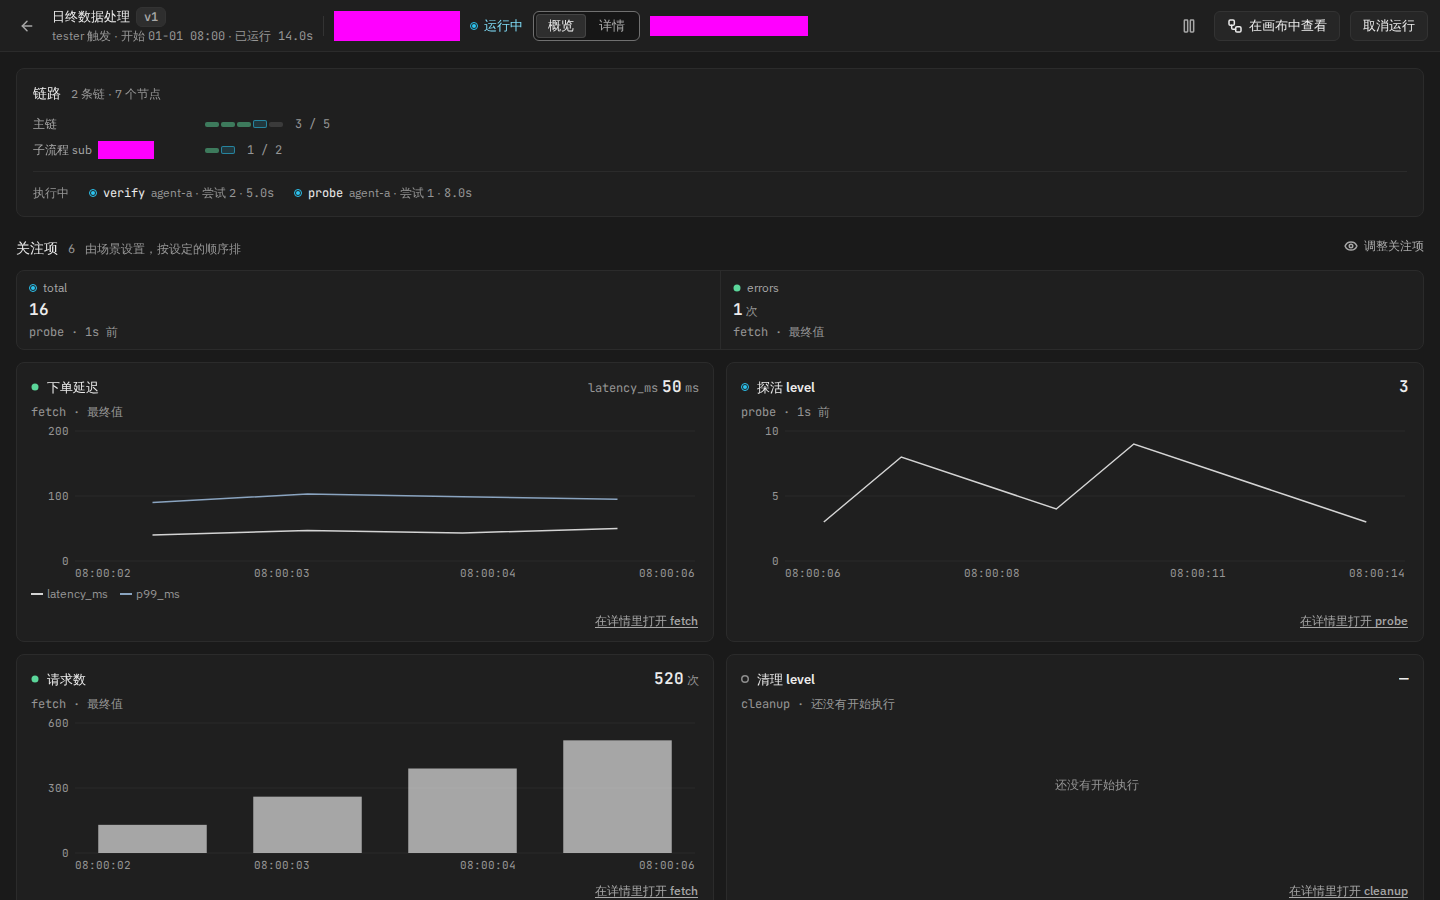 日终数据处理 v1
tester 触发 · 开始 01-01 08:00 · 已运行 14.0s
运行中
概览 详情
在画布中查看
取消运行
链路 2 条链 · 7 个节点
主链 3 / 5
子流程 sub 1 / 2
执行中 verify agent-a · 尝试 2 · 5.0s probe agent-a · 尝试 1 · 8.0s
关注项 6 由场景设置，按设定的顺序排
调整关注项
total
16
probe · 1s 前
errors
1 次
fetch · 最终值
下单延迟
latency_ms 50 ms
fetch · 最终值
200
100
0
08:00:02 08:00:03 08:00:04 08:00:06
latency_ms p99_ms
在详情里打开 fetch
探活 level
3
probe · 1s 前
10
5
0
08:00:06 08:00:08 08:00:11 08:00:14
在详情里打开 probe
请求数
520 次
fetch · 最终值
600
300
0
08:00:02 08:00:03 08:00:04 08:00:06
在详情里打开 fetch
清理 level
—
cleanup · 还没有开始执行
还没有开始执行
在详情里打开 cleanup